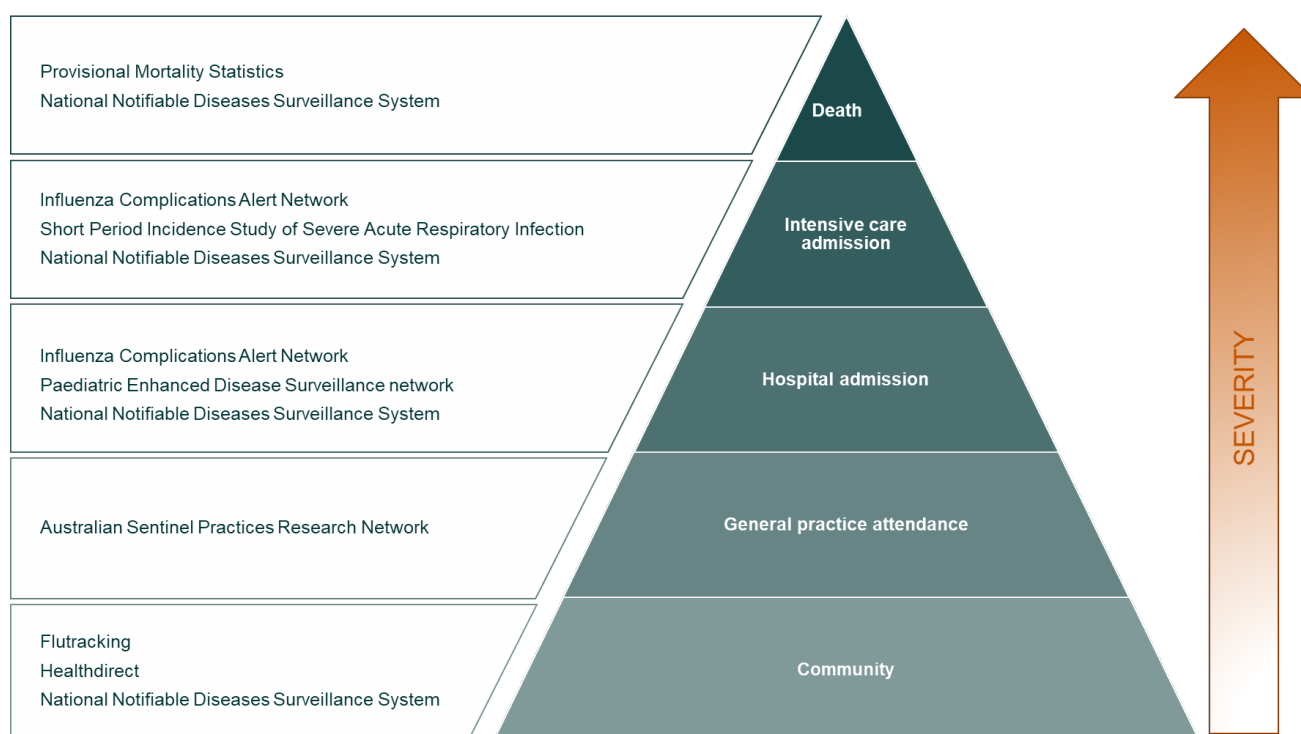 Provisional Mortality Statistics
National Notifiable Diseases Surveillance System
Death
Influenza Complications Alert Network
Short Period Incidence Study of Severe Acute Respiratory Infection
National Notifiable Diseases Surveillance System
Intensive care
admission
Influenza Complications Alert Network
Paediatric Enhanced Disease Surveillance network
National Notifiable Diseases Surveillance System
Hospital admission
Australian Sentinel Practices Research Network
General practice attendance
Flutracking
Healthdirect
National Notifiable Diseases Surveillance System
Community
SEVERITY